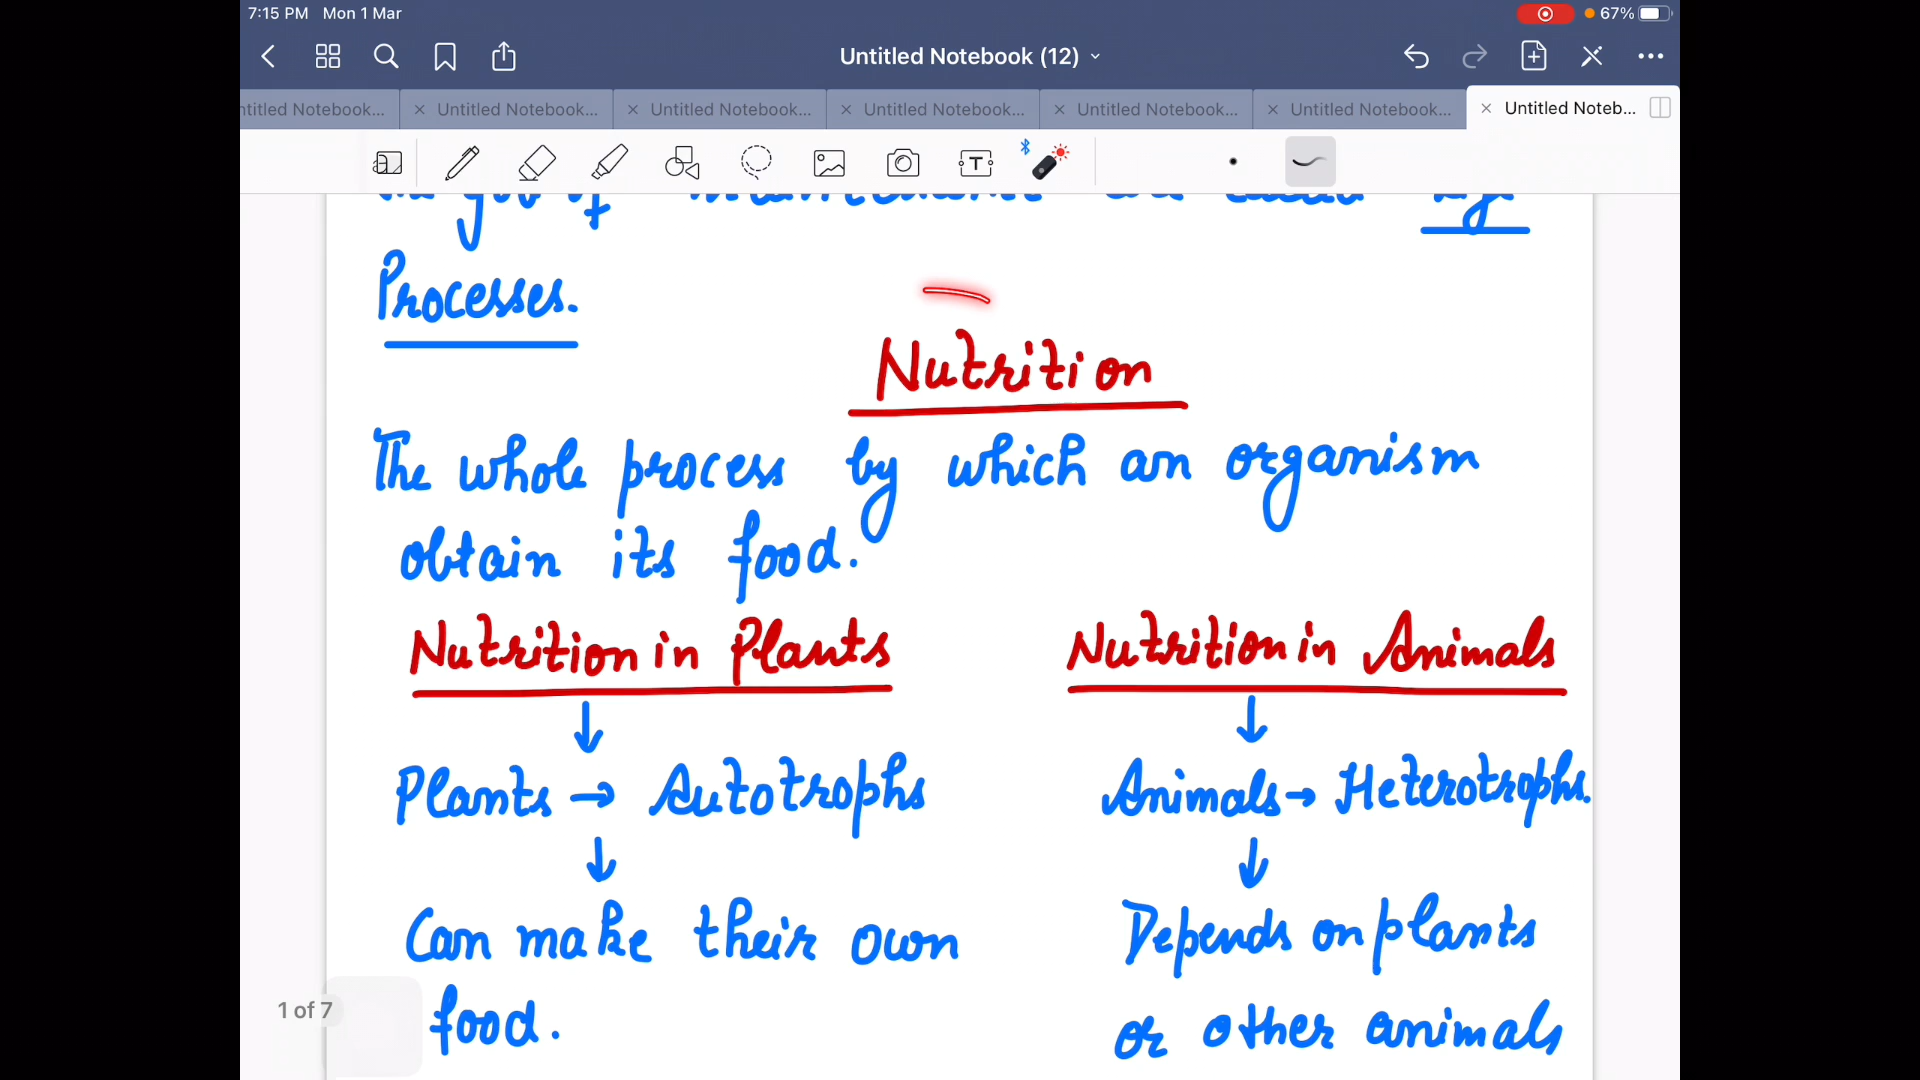 7:15 PM Mon 1 Mar
67%
Untitled Notebook (12)
ntitled Notebook...
Untitled Notebook...
Untitled Notebook...
Untitled Notebook...
Untitled Notebook...
Untitled Notebook...
Untitled Noteb...
Processes.
Nutrition
The whole process by which an organism
obtain its food.
Nutrition in Plants
Nutrition in Animals
Plants → Autotrophs
Animals → Heterotrophs.
Can make their own
food.
Depends on plants
or other animals
1 of 7